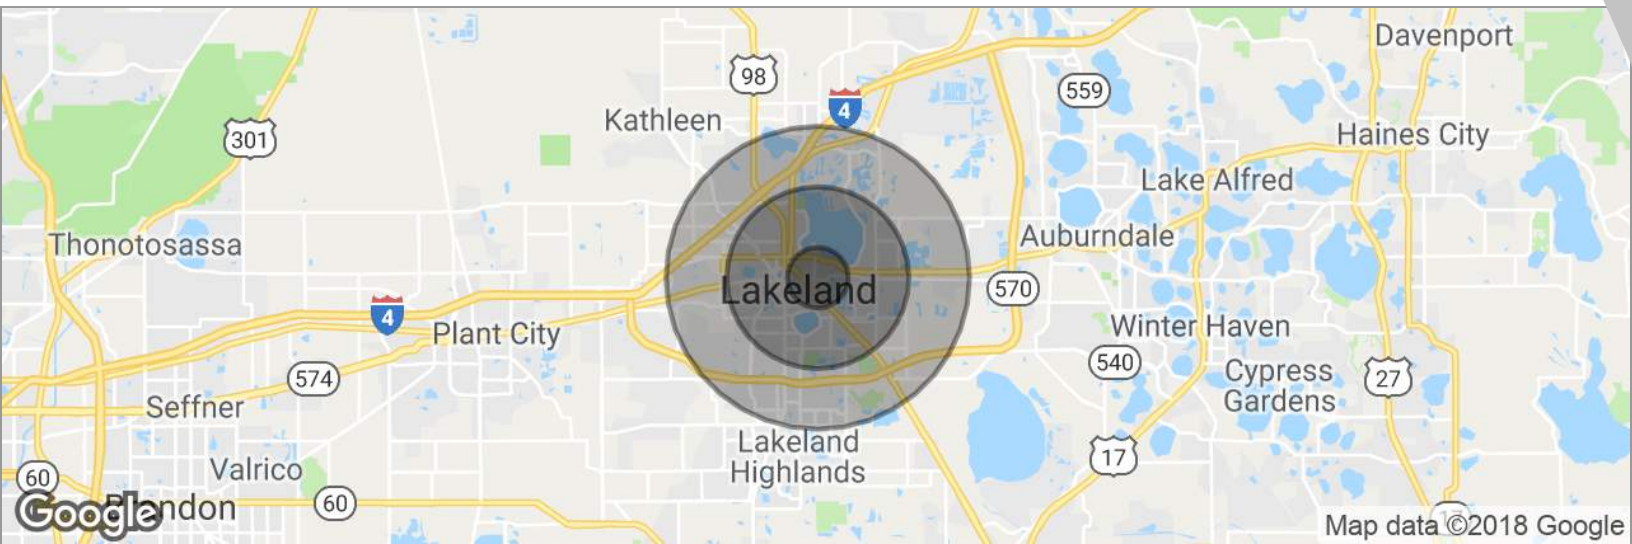 Davenport
98
559
4
Kathleen
301
Haines City
Lake Alfred
Auburndale
Thonotosassa
Lakeland
570
4
Plant City
Winter Haven
540
574
Cypress
Gardens
27
Seffner
Lakeland
Highlands
17
Valrico
60
60
Google
Brandon
17
Map data ©2018 Google